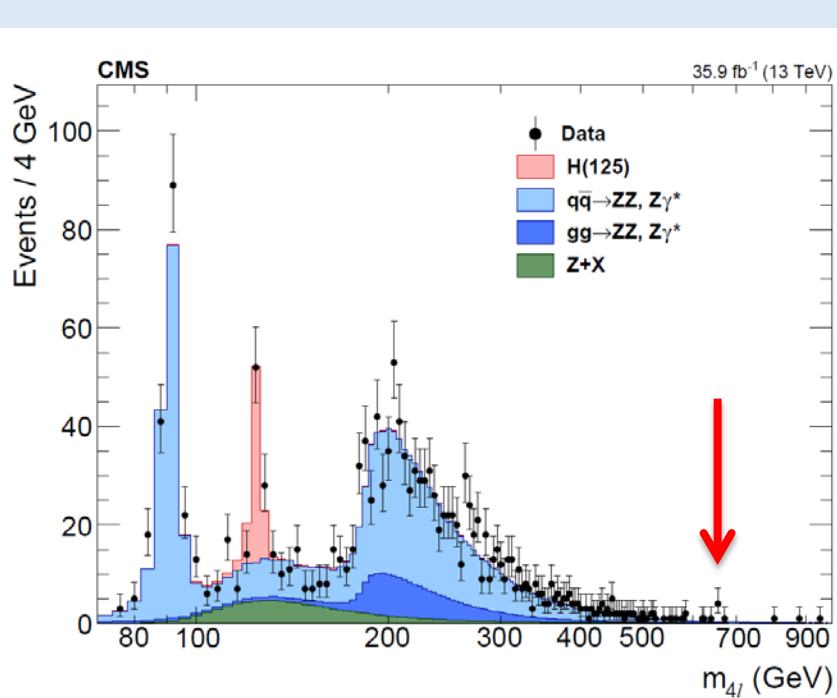 CMS
35.9 fb⁻¹ (13 TeV)
Events / 4 GeV
100
80
60
40
20
0
Data
H(125)
qq̅→ZZ, Zγ*
gg→ZZ, Zγ*
Z+X
80 100 200 300 400 500 700 900
m₄ₗ (GeV)